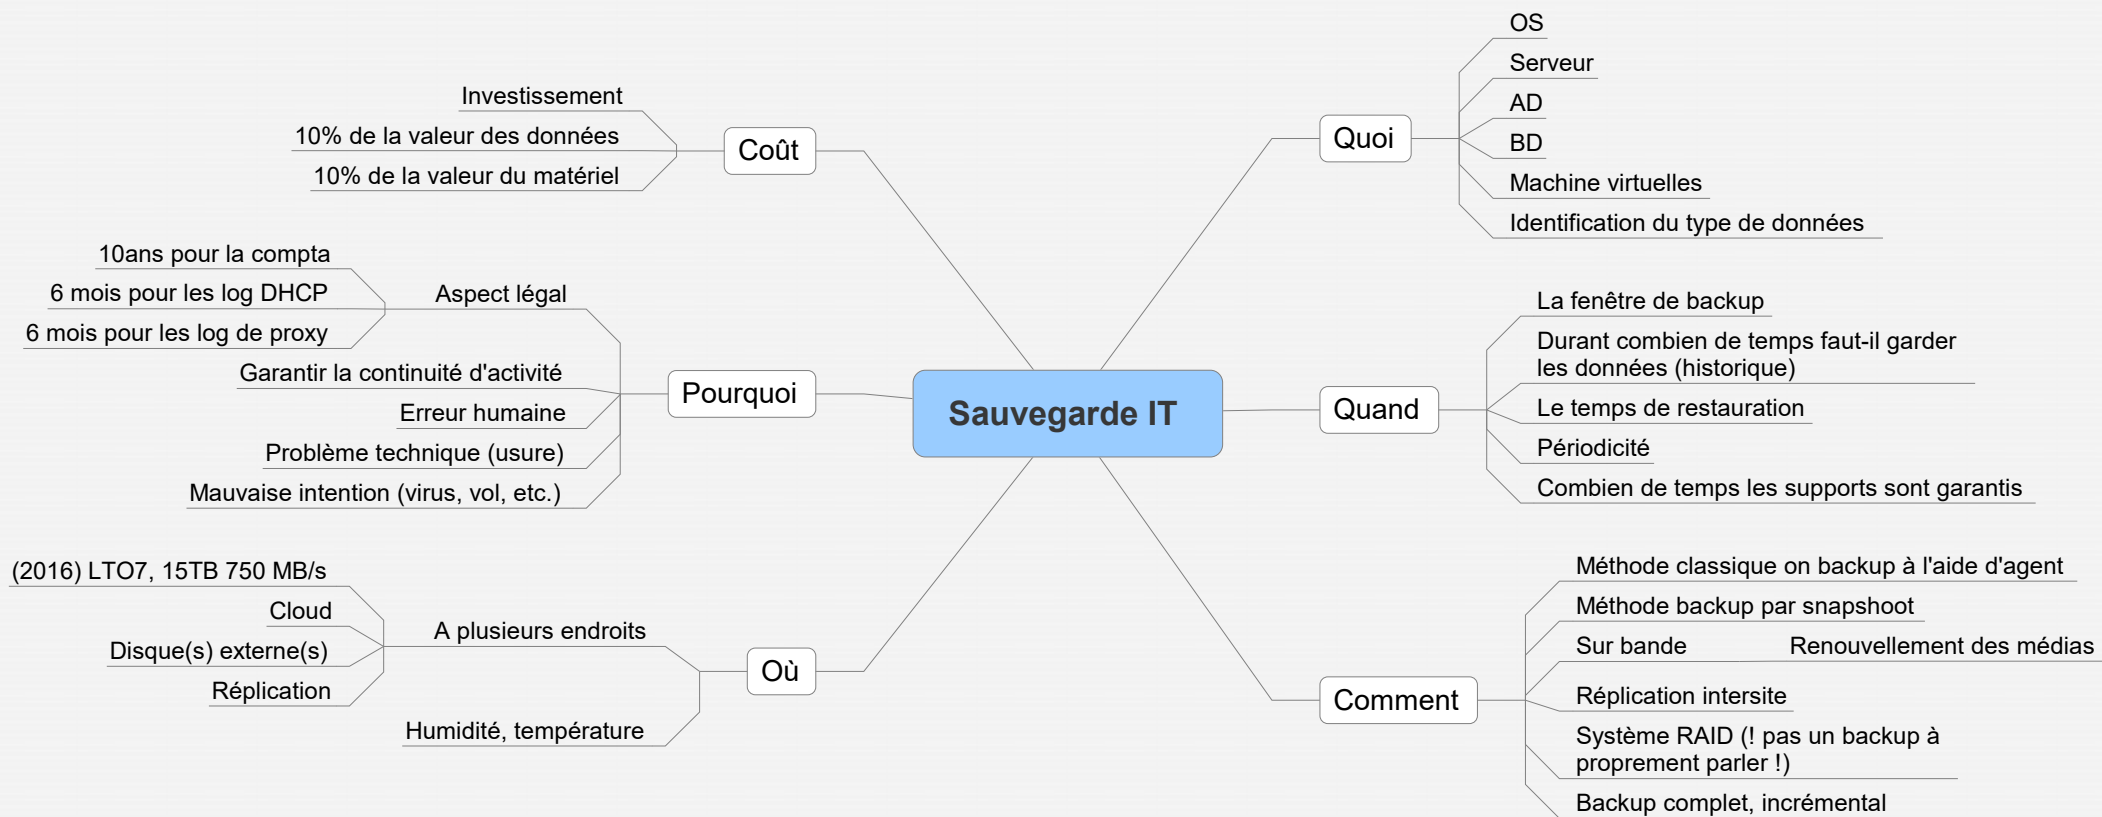 Sauvegarde IT
Coût
Investissement
10% de la valeur des données
10% de la valeur du matériel
Pourquoi
Aspect légal
10ans pour la compta
6 mois pour les log DHCP
6 mois pour les log de proxy
Garantir la continuité d'activité
Erreur humaine
Problème technique (usure)
Mauvaise intention (virus, vol, etc.)
Où
A plusieurs endroits
(2016) LTO7, 15TB 750 MB/s
Cloud
Disque(s) externe(s)
Réplication
Humidité, température
Quoi
OS
Serveur
AD
BD
Machine virtuelles
Identification du type de données
Quand
La fenêtre de backup
Durant combien de temps faut-il garder
les données (historique)
Le temps de restauration
Périodicité
Combien de temps les supports sont garantis
Comment
Méthode classique on backup à l'aide d'agent
Méthode backup par snapshoot
Sur bande
Renouvellement des médias
Réplication intersite
Système RAID (! pas un backup à
proprement parler !)
Backup complet, incrémental